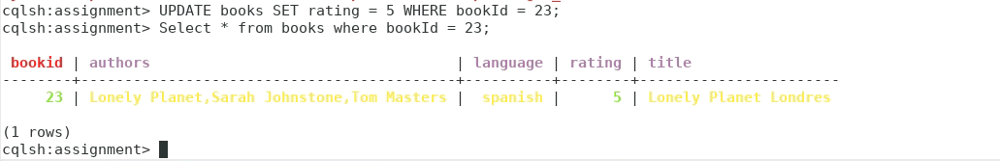 cqlsh:assignment> UPDATE books SET rating = 5 WHERE bookId = 23;
cqlsh:assignment> Select * from books where bookId = 23;
 bookid | authors                                   | language | rating | title
--------+-------------------------------------------+----------+--------+----------------------
     23 | Lonely Planet,Sarah Johnstone,Tom Masters |  spanish |      5 | Lonely Planet Londres
(1 rows)
cqlsh:assignment>